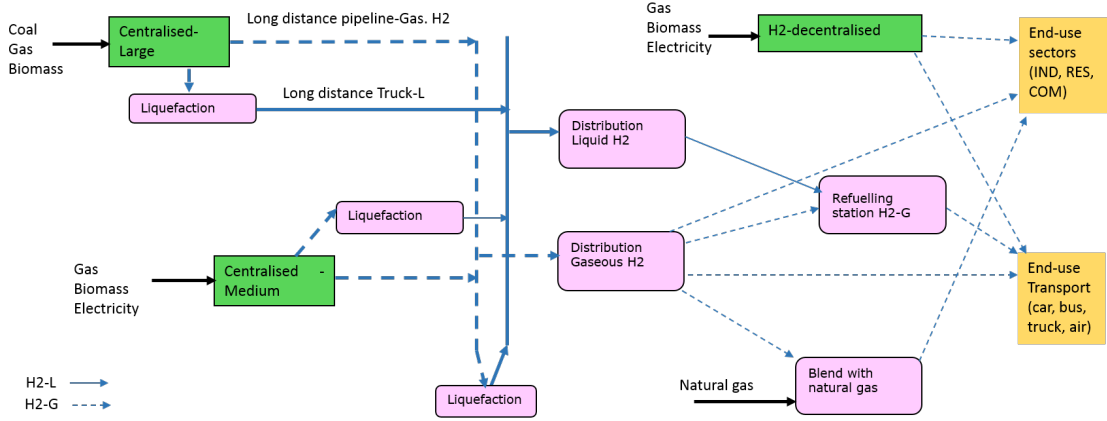 Coal
Gas
Biomass
Centralised-
Large
Long distance pipeline-Gas. H2
Liquefaction
Long distance Truck-L
Gas
Biomass
Electricity
H2-decentralised
End-use
sectors
(IND, RES,
COM)
Distribution
Liquid H2
Liquefaction
Refuelling
station H2-G
Gas
Biomass
Electricity
Centralised -
Medium
Distribution
Gaseous H2
End-use
Transport
(car, bus,
truck, air)
Liquefaction
Natural gas
Blend with
natural gas
H2-L
H2-G